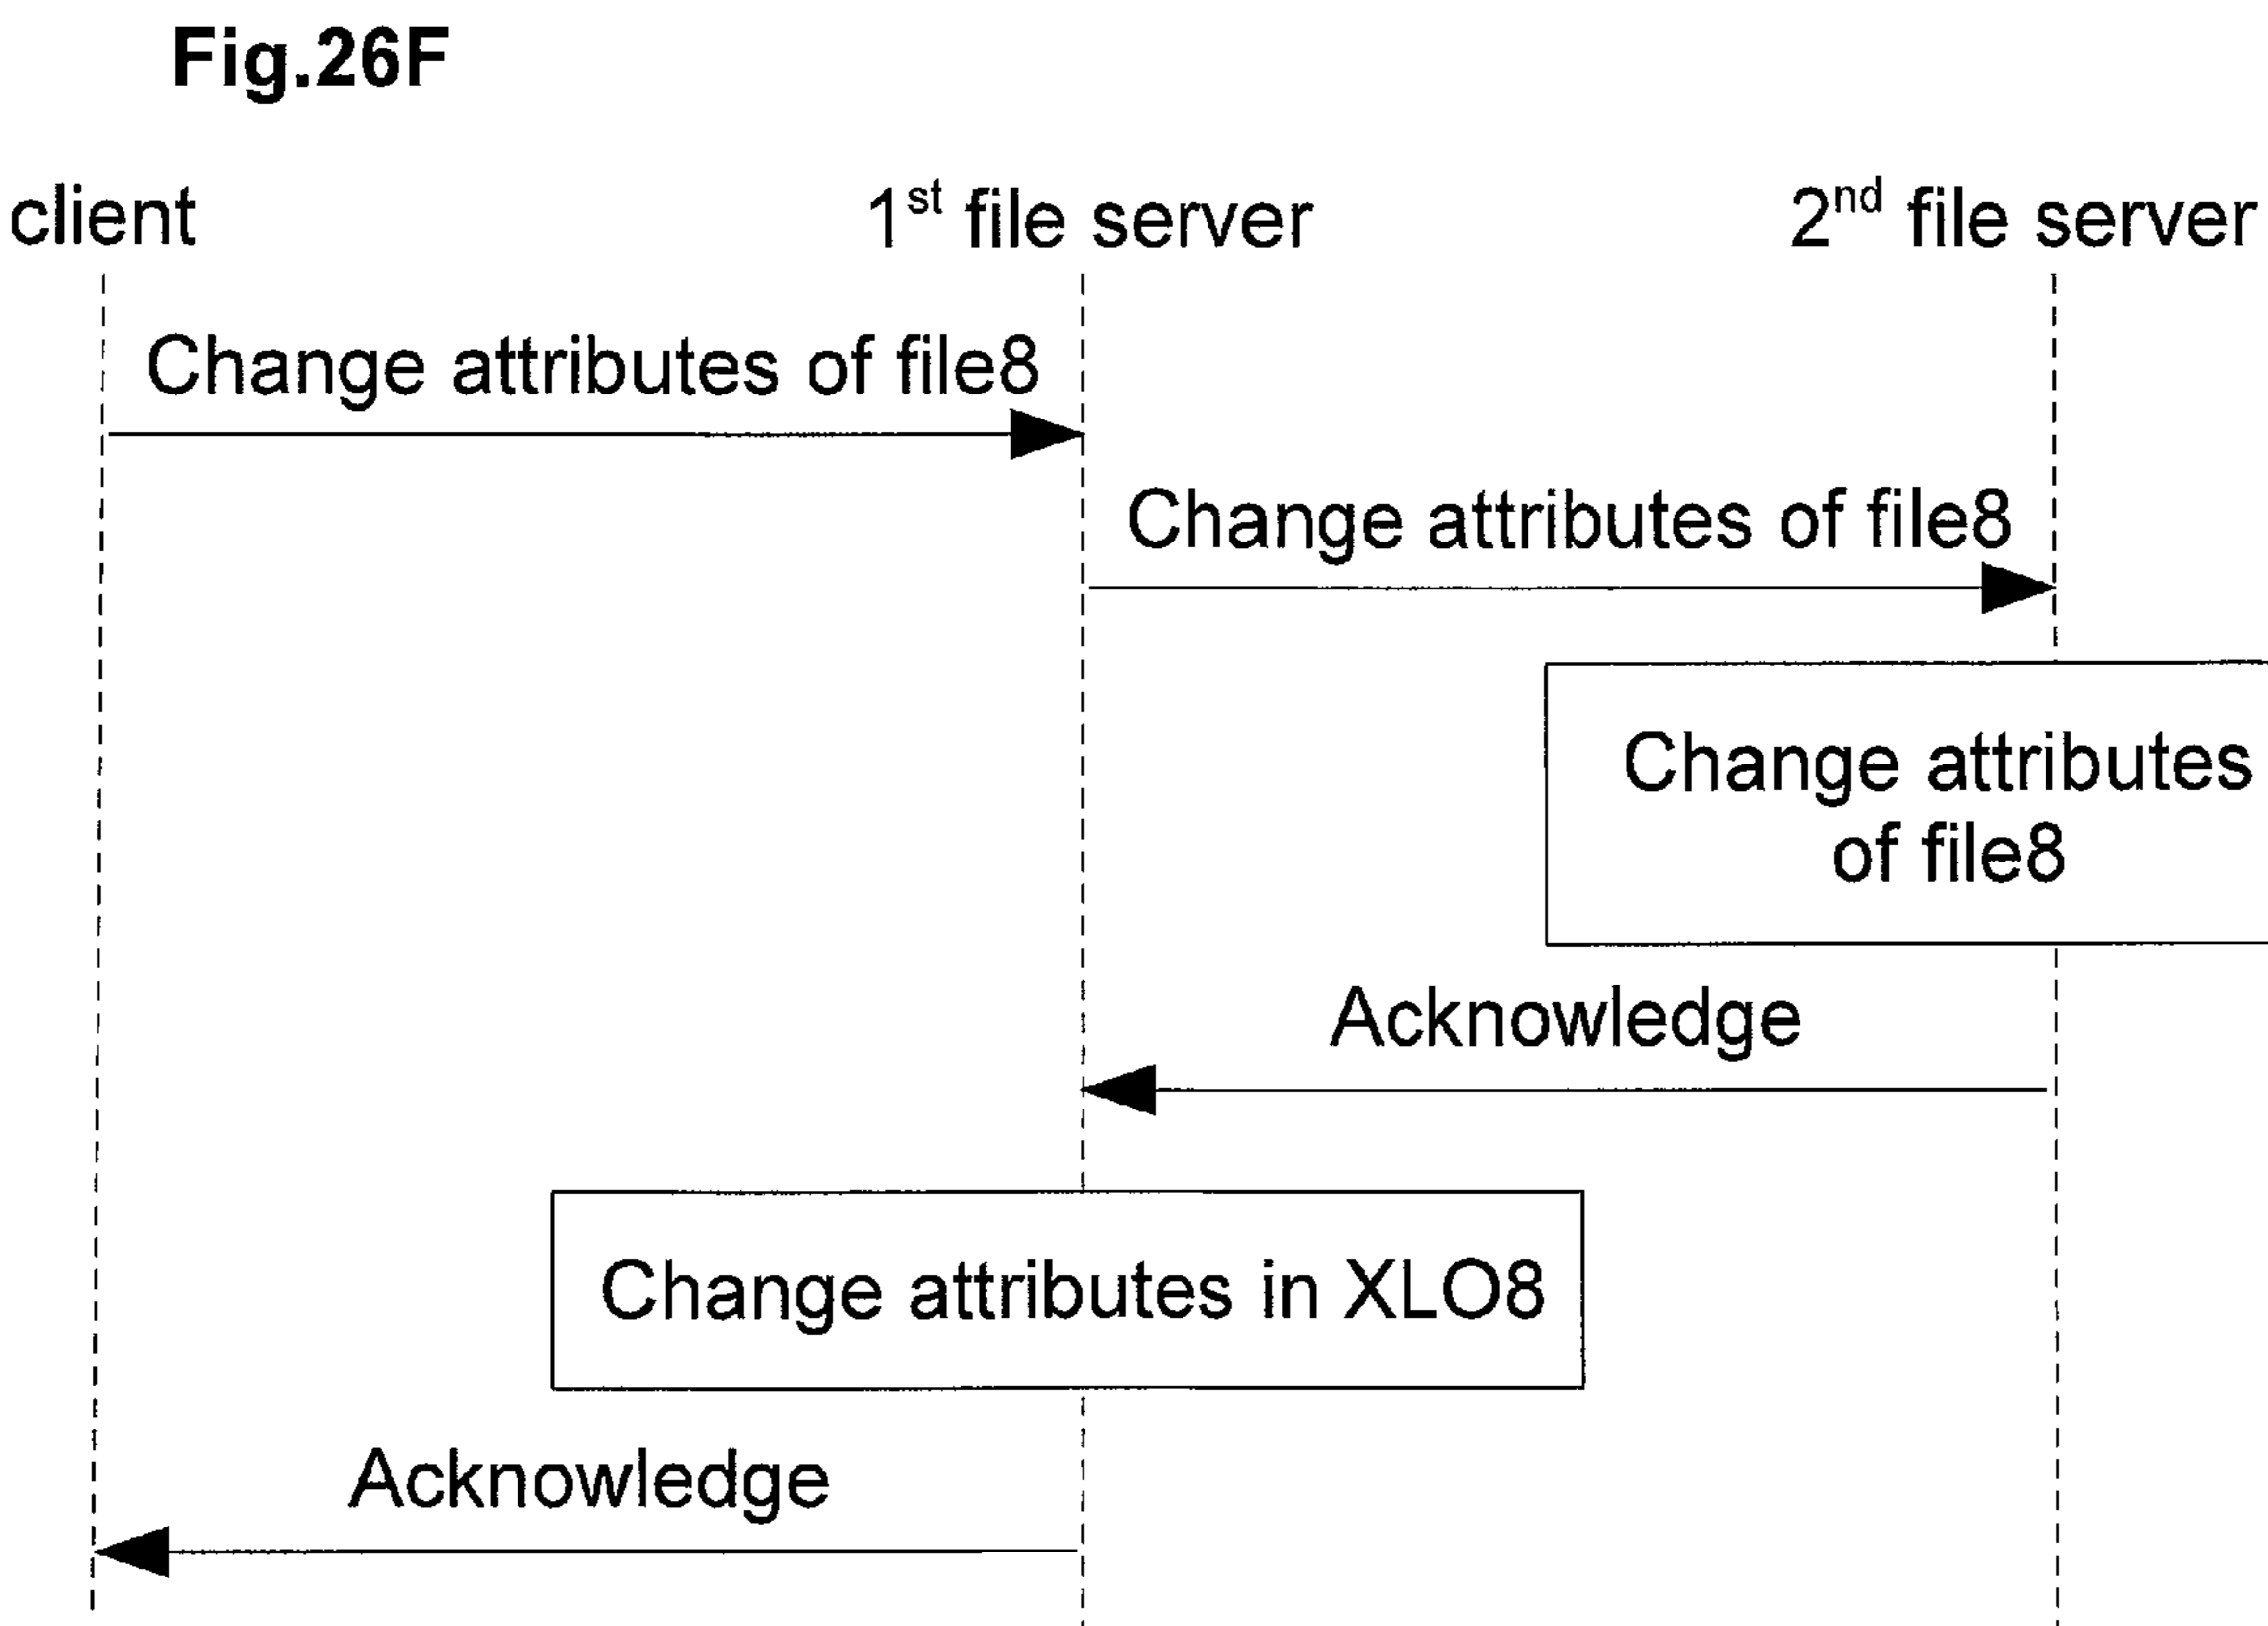 Fig.26F
client
1st file server
2nd file server
Change attributes of file8
Change attributes of file8
Change attributes
of file8
Acknowledge
Change attributes in XLO8
Acknowledge